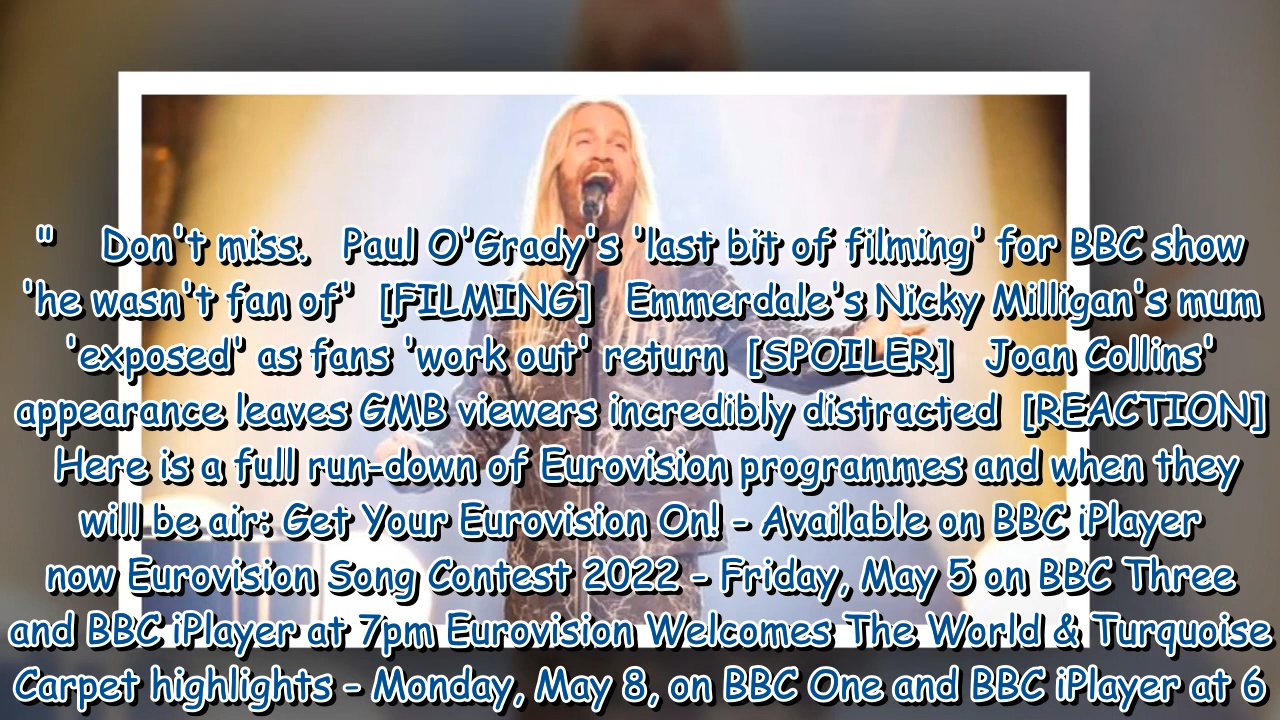 "    Don't miss.   Paul O'Grady's 'last bit of filming' for BBC show
'he wasn't fan of'  [FILMING]   Emmerdale's Nicky Milligan's mum
'exposed' as fans 'work out' return  [SPOILER]   Joan Collins'
appearance leaves GMB viewers incredibly distracted  [REACTION]
Here is a full run-down of Eurovision programmes and when they
will be air: Get Your Eurovision On! - Available on BBC iPlayer
now Eurovision Song Contest 2022 - Friday, May 5 on BBC Three
and BBC iPlayer at 7pm Eurovision Welcomes The World & Turquoise
Carpet highlights - Monday, May 8, on BBC One and BBC iPlayer at 6